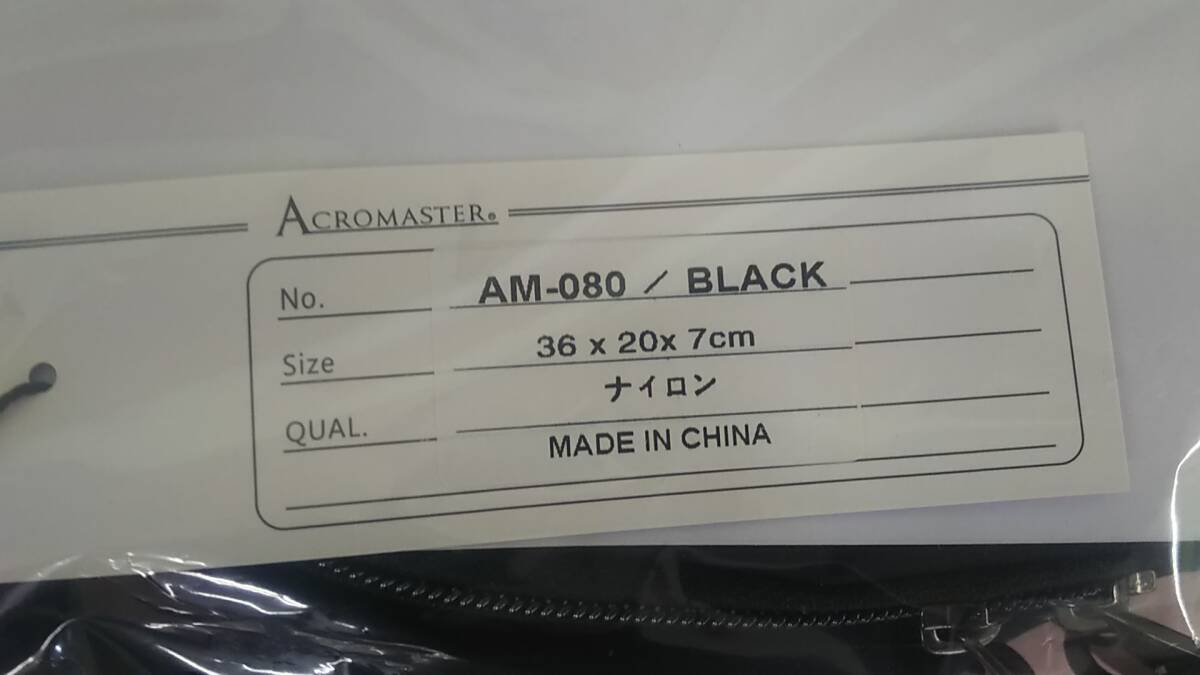 ACROMASTER®
No. AM-080 / BLACK
Size 36 x 20x 7cm
QUAL. ナイロン
MADE IN CHINA